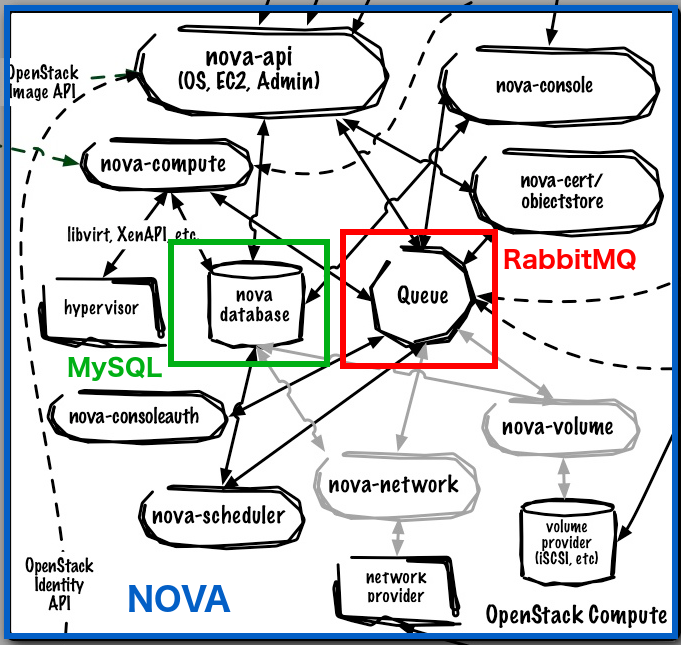 nova-api
(OS, EC2, Admin)
OpenStack
Image API
nova-console
nova-compute
nova-cert/
objectstore
libvirt, XenAPI, etc.
RabbitMQ
hypervisor
nova
database
Queue
MySQL
nova-consoleauth
nova-volume
nova-network
nova-scheduler
volume
provider
(iSCSI, etc)
OpenStack
Identity
API
network
provider
NOVA
OpenStack Compute